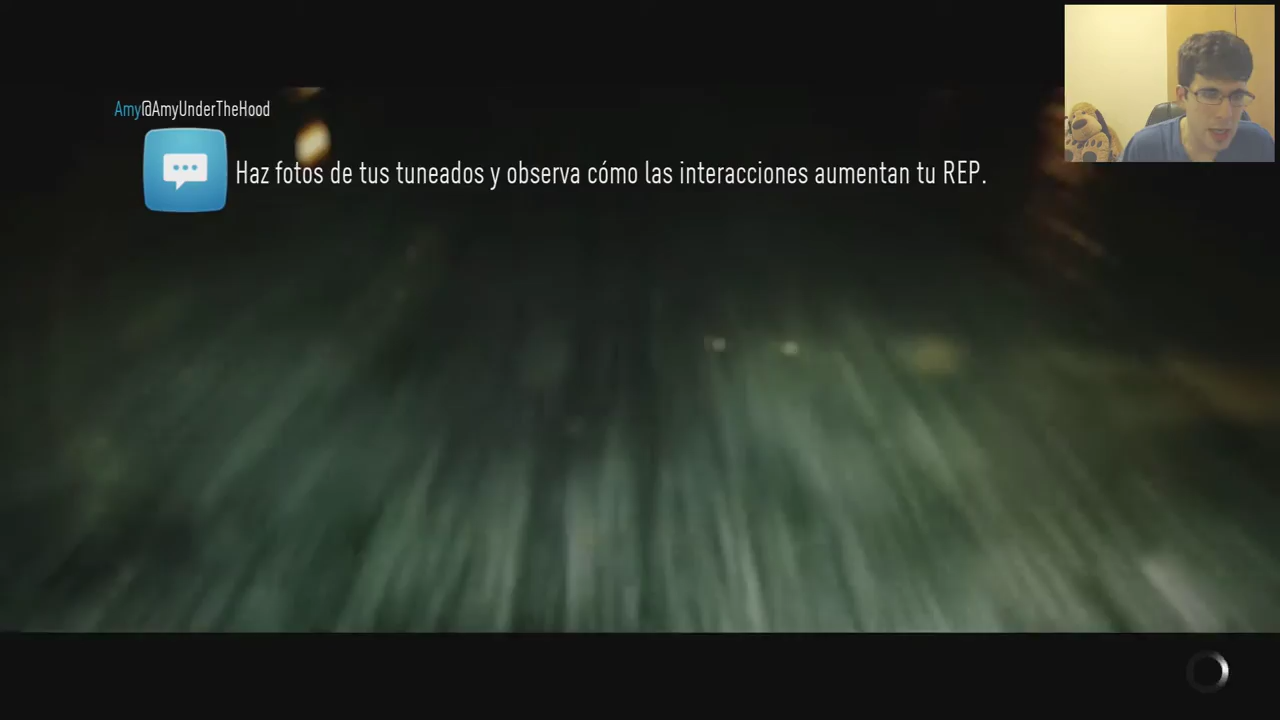 Amy@AmyUnderTheHood
Haz fotos de tus tuneados y observa cómo las interacciones aumentan tu REP.